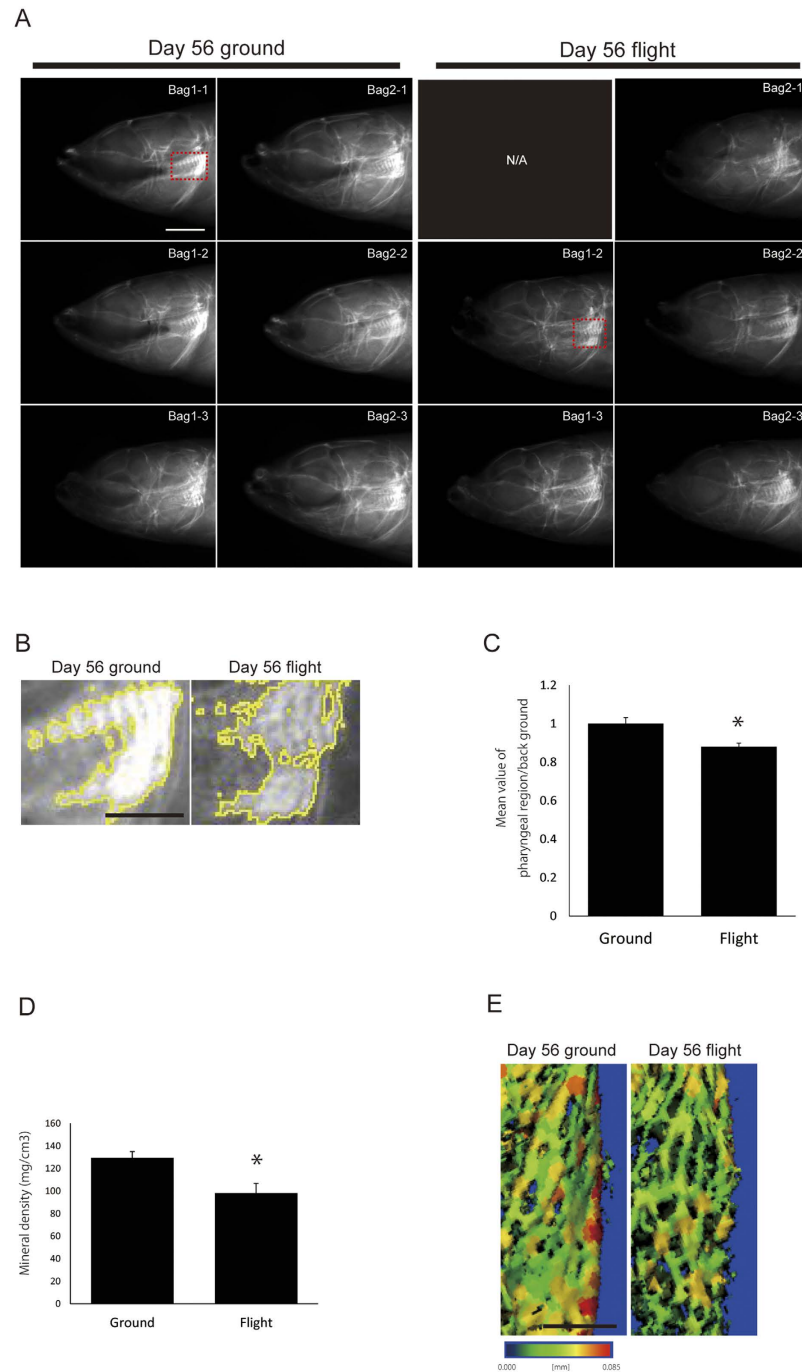 A
Day 56 ground
Day 56 flight
Bag1-1
Bag2-1
N/A
Bag2-1
Bag1-2
Bag2-2
Bag1-2
Bag2-2
Bag1-3
Bag2-3
Bag1-3
Bag2-3
B
Day 56 ground
Day 56 flight
C
Mean value of
pharyngeal region/back ground
1.2
1
0.8
0.6
0.4
0.2
0
*
Ground
Flight
D
Mineral density (mg/cm3)
160
140
120
100
80
60
40
20
0
*
Ground
Flight
E
Day 56 ground
Day 56 flight
0.000
[mm]
0.085